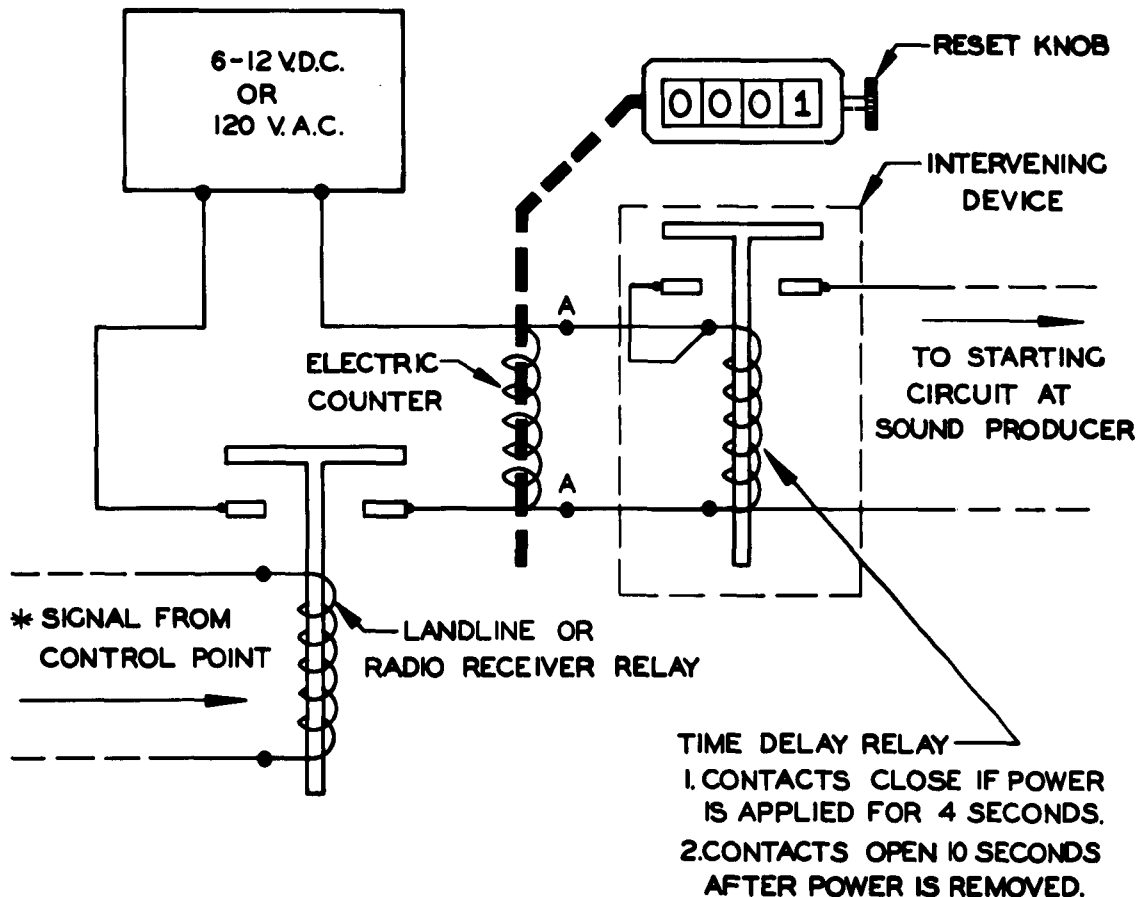 6-12 V.D.C.
OR
120 V.A.C.
0001
RESET KNOB
INTERVENING
DEVICE
A
ELECTRIC
COUNTER
TO STARTING
CIRCUIT AT
SOUND PRODUCER
A
* SIGNAL FROM
CONTROL POINT
LANDLINE OR
RADIO RECEIVER RELAY
TIME DELAY RELAY
1. CONTACTS CLOSE IF POWER
IS APPLIED FOR 4 SECONDS.
2. CONTACTS OPEN 10 SECONDS
AFTER POWER IS REMOVED.